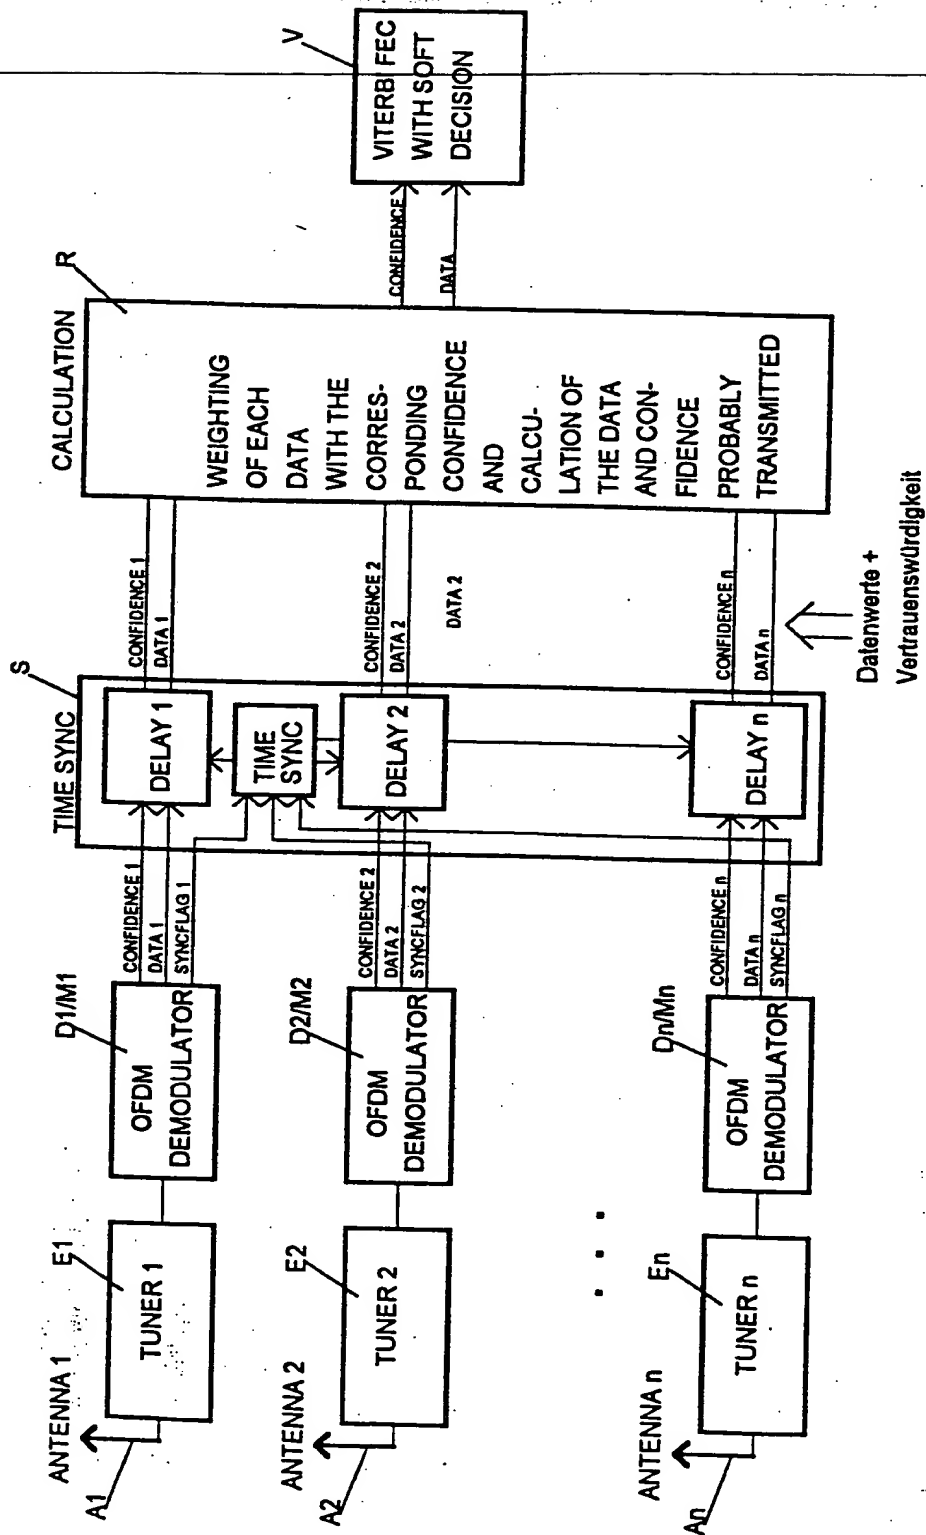 ANTENNA 1
A1
TUNER 1
E1
OFDM
DEMODULATOR
D1/M1
CONFIDENCE 1
DATA 1
SYNCFLAG 1
ANTENNA 2
A2
TUNER 2
E2
OFDM
DEMODULATOR
D2/M2
CONFIDENCE 2
DATA 2
SYNCFLAG 2
. . .
ANTENNA n
An
TUNER n
En
OFDM
DEMODULATOR
Dn/Mn
CONFIDENCE n
DATA n
SYNCFLAG n
TIME SYNC
S
DELAY 1
TIME
SYNC
DELAY 2
DELAY n
CONFIDENCE 1
DATA 1
CONFIDENCE 2
DATA 2
DATA 2
CONFIDENCE n
DATA n
Datenwerte +
Vertrauenswürdigkeit
CALCULATION
R
WEIGHTING
OF EACH
DATA
WITH THE
CORRES-
PONDING
CONFIDENCE
AND
CALCU-
LATION OF
THE DATA
AND CON-
FIDENCE
PROBABLY
TRANSMITTED
CONFIDENCE
DATA
V
VITERBI FEC
WITH SOFT
DECISION